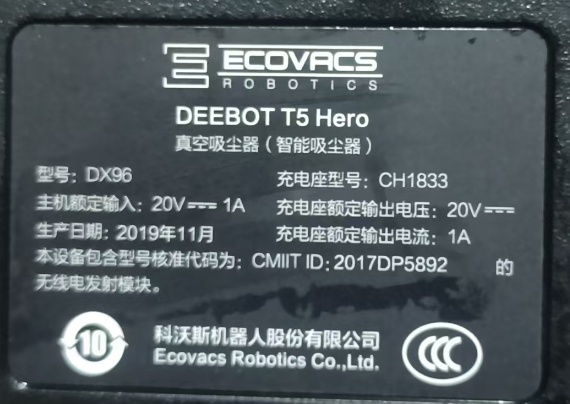 ECOVACS
ROBOTICS
DEEBOT T5 Hero
真空吸尘器（智能吸尘器）
型号：DX96 充电座型号：CH1833
主机额定输入：20V⎓1A 充电座额定输出电压：20V⎓
生产日期：2019年11月 充电座额定输出电流：1A
本设备包含型号核准代码为：CMIIT ID：2017DP5892 的
无线电发射模块。
10
科沃斯机器人股份有限公司
Ecovacs Robotics Co.,Ltd.
CCC